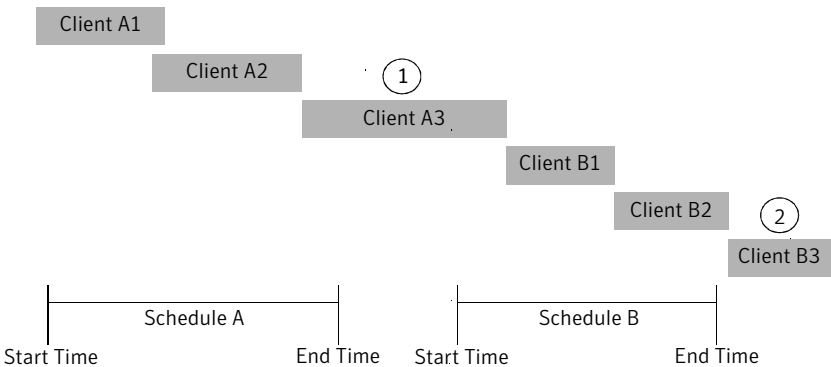 Client A1
Client A2
1
Client A3
Client B1
Client B2
2
Client B3
Schedule A
Schedule B
Start Time
End Time
Start Time
End Time